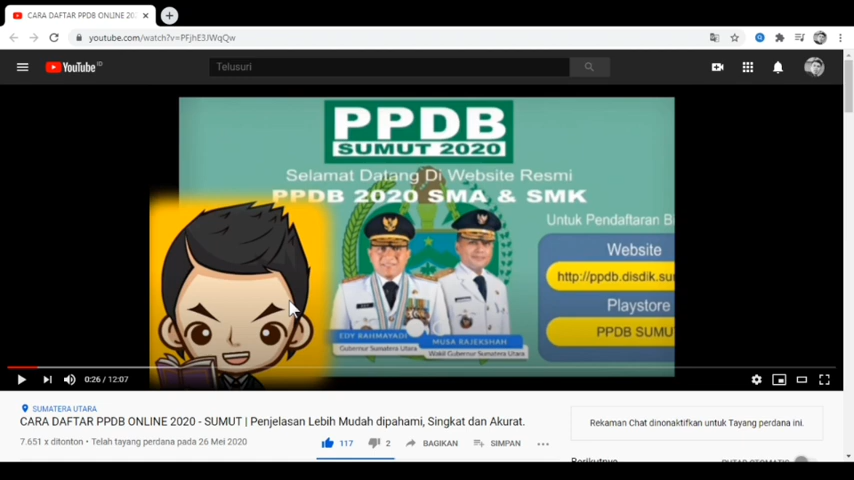 CARA DAFTAR PPDB ONLINE 202
youtube.com/watch?v=PFjhE3JWqQw
YouTube ID
Telusuri
PPDB
SUMUT 2020
Selamat Datang Di Website Resmi
PPDB 2020 SMA & SMK
Untuk Pendaftaran Bi
Website
http://ppdb.disdik.su
Playstore
PPDB SUMU
EDY RAHMAYADI
Gubernur Sumatera Utara
MUSA RAJEKSHAH
Wakil Gubernur Sumatera Utara
0:26 / 12:07
SUMATERA UTARA
CARA DAFTAR PPDB ONLINE 2020 - SUMUT | Penjelasan Lebih Mudah dipahami, Singkat dan Akurat.
7.651 x ditonton • Telah tayang perdana pada 26 Mei 2020
117
2
BAGIKAN
SIMPAN
Rekaman Chat dinonaktifkan untuk Tayang perdana ini.
Berikutnya
PUTAR OTOMATIS